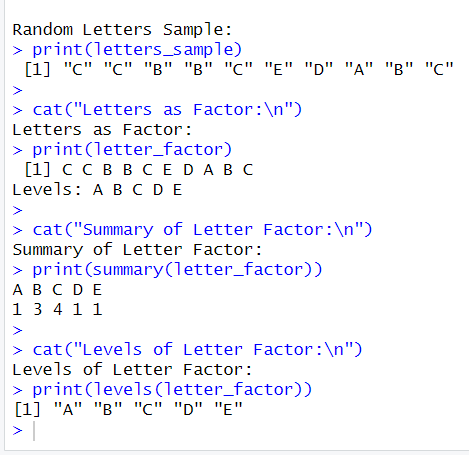 Random Letters Sample:
> print(letters_sample)
 [1] "C" "C" "B" "B" "C" "E" "D" "A" "B" "C"
>
> cat("Letters as Factor:\n")
Letters as Factor:
> print(letter_factor)
 [1] C C B B C E D A B C
Levels: A B C D E
>
> cat("Summary of Letter Factor:\n")
Summary of Letter Factor:
> print(summary(letter_factor))
A B C D E
1 3 4 1 1
>
> cat("Levels of Letter Factor:\n")
Levels of Letter Factor:
> print(levels(letter_factor))
[1] "A" "B" "C" "D" "E"
>